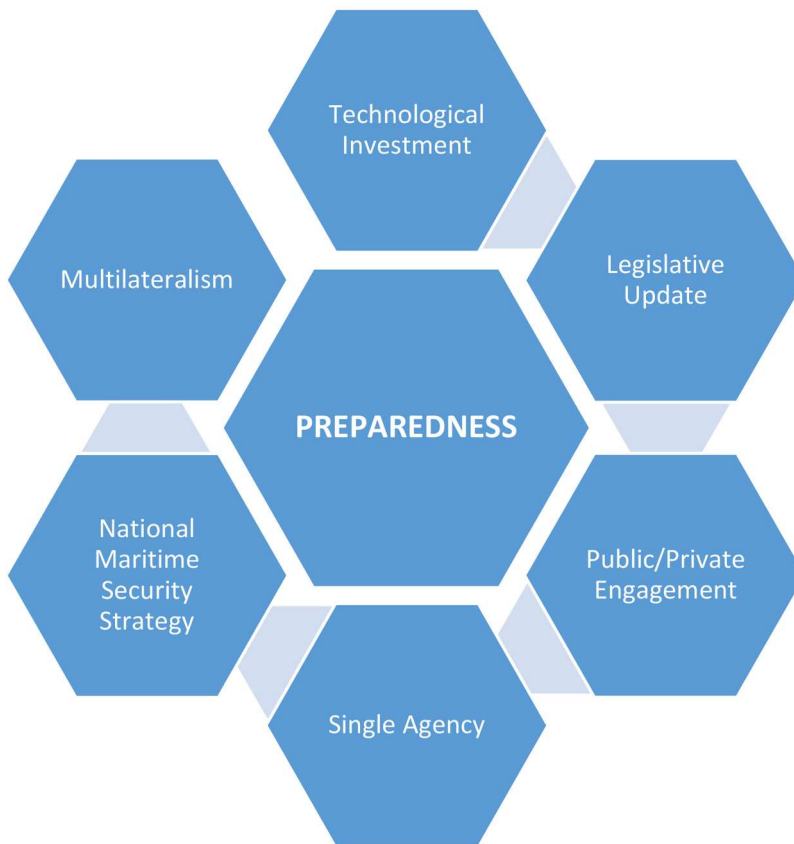 Technological
Investment
Multilateralism
Legislative
Update
PREPAREDNESS
National
Maritime
Security
Strategy
Public/Private
Engagement
Single Agency